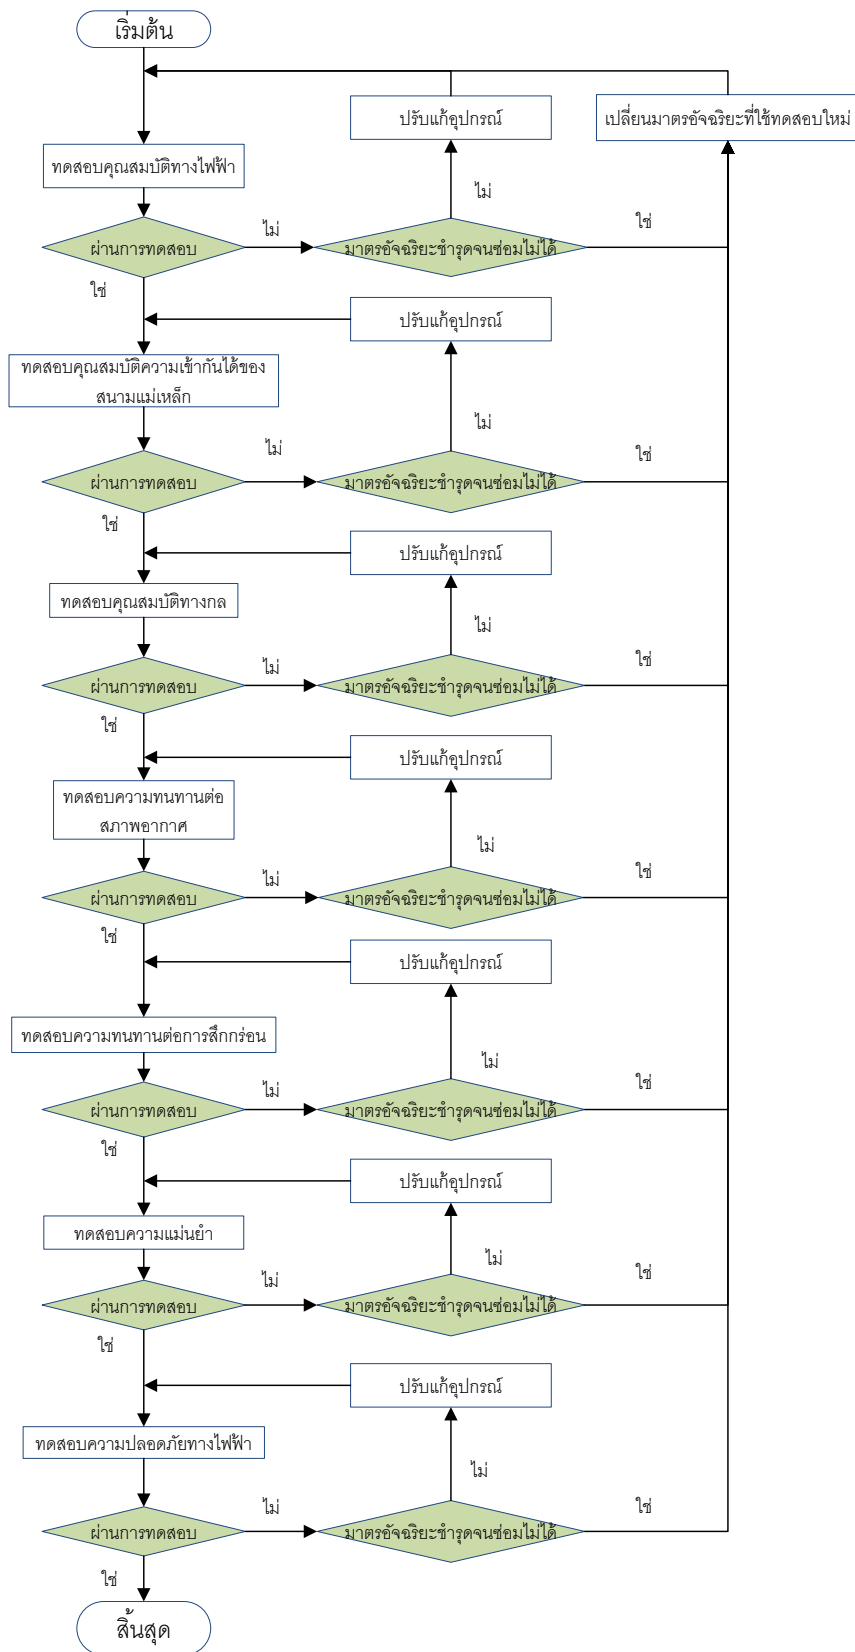 เริ่มต้น
ปรับแก้อุปกรณ์
เปลี่ยนมาตรอัจฉริยะที่ใช้ทดสอบใหม่
ทดสอบคุณสมบัติทางไฟฟ้า
ไม่
ใช่
ไม่
ผ่านการทดสอบ
มาตรอัจฉริยะชำรุดจนซ่อมไม่ได้
ใช่
ปรับแก้อุปกรณ์
ทดสอบคุณสมบัติความเข้ากันได้ของ
สนามแม่เหล็ก
ไม่
ไม่
ใช่
ผ่านการทดสอบ
มาตรอัจฉริยะชำรุดจนซ่อมไม่ได้
ใช่
ปรับแก้อุปกรณ์
ทดสอบคุณสมบัติทางกล
ไม่
ไม่
ใช่
ผ่านการทดสอบ
มาตรอัจฉริยะชำรุดจนซ่อมไม่ได้
ใช่
ปรับแก้อุปกรณ์
ทดสอบความทนทานต่อ
สภาพอากาศ
ไม่
ไม่
ใช่
ผ่านการทดสอบ
มาตรอัจฉริยะชำรุดจนซ่อมไม่ได้
ใช่
ปรับแก้อุปกรณ์
ทดสอบความทนทานต่อการสึกกร่อน
ไม่
ไม่
ใช่
ผ่านการทดสอบ
มาตรอัจฉริยะชำรุดจนซ่อมไม่ได้
ใช่
ปรับแก้อุปกรณ์
ทดสอบความแม่นยำ
ไม่
ไม่
ใช่
ผ่านการทดสอบ
มาตรอัจฉริยะชำรุดจนซ่อมไม่ได้
ใช่
ปรับแก้อุปกรณ์
ทดสอบความปลอดภัยทางไฟฟ้า
ไม่
ไม่
ใช่
ผ่านการทดสอบ
มาตรอัจฉริยะชำรุดจนซ่อมไม่ได้
ใช่
สิ้นสุด